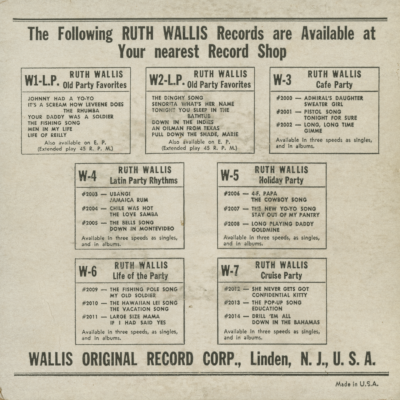 The Following RUTH WALLIS Records are Available at
Your nearest Record Shop
W1-L.P. RUTH WALLIS
Old Party Favorites
JOHNNY HAD A YO-YO
IT'S A SCREAM HOW LEVEENE DOES
THE RHUMBA
YOUR DADDY WAS A SOLDIER
THE FISHING SONG
MEN IN MY LIFE
LIFE OF REILLY
Also available on E. P.
(Extended play 45 R. P. M.)
W2-L.P. RUTH WALLIS
Old Party Favorites
THE DINGHY SONG
SENORITA WHAT'S HER NAME
TONIGHT YOU SLEEP IN THE
BATHTUB
DOWN IN THE INDIES
AN OILMAN FROM TEXAS
PULL DOWN THE SHADE, MARIE
Also available on E. P.
(Extended play 45 R. P. M.)
W-3 RUTH WALLIS
Cafe Party
#2000 — ADMIRAL'S DAUGHTER
SWEATER GIRL
#2001 — PISTOL SONG
TONIGHT FOR SURE
#2002 — LONG, LONG TIME
GIMME
Available in three speeds as singles,
and in albums.
W-4 RUTH WALLIS
Latin Party Rhythms
#2003 — UBANGI
JAMAICA RUM
#2004 — CHILE WAS HOT
THE LOVE SAMBA
#2005 — THE BELLS SONG
DOWN IN MONTEVIDEO
Available in three speeds as singles,
and in albums.
W-5 RUTH WALLIS
Holiday Party
#2006 — PAPA
THE COWBOY SONG
#2007 — THE NEW YO-YO SONG
STAY OUT OF MY PANTRY
#2008 — LONG PLAYING DADDY
GOLDMINE
Available in three speeds as singles,
and in albums.
W-6 RUTH WALLIS
Life of the Party
#2009 — THE FISHING POLE SONG
MY OLD SOLDIER
#2010 — THE HAWAIIAN LEI SONG
THE VACATION SONG
#2011 — LARGE SIZE MAMA
IF I HAD SAID YES
Available in three speeds as singles,
and in albums.
W-7 RUTH WALLIS
Cruise Party
#2012 — SHE NEVER GETS GOT
CONFIDENTIAL KITTY
#2013 — THE POP-UP SONG
EDUCATION
#2014 — DRILL 'EM ALL
DOWN IN THE BAHAMAS
Available in three speeds as singles,
and in albums.
WALLIS ORIGINAL RECORD CORP., Linden, N. J., U. S. A.
Made in U.S.A.